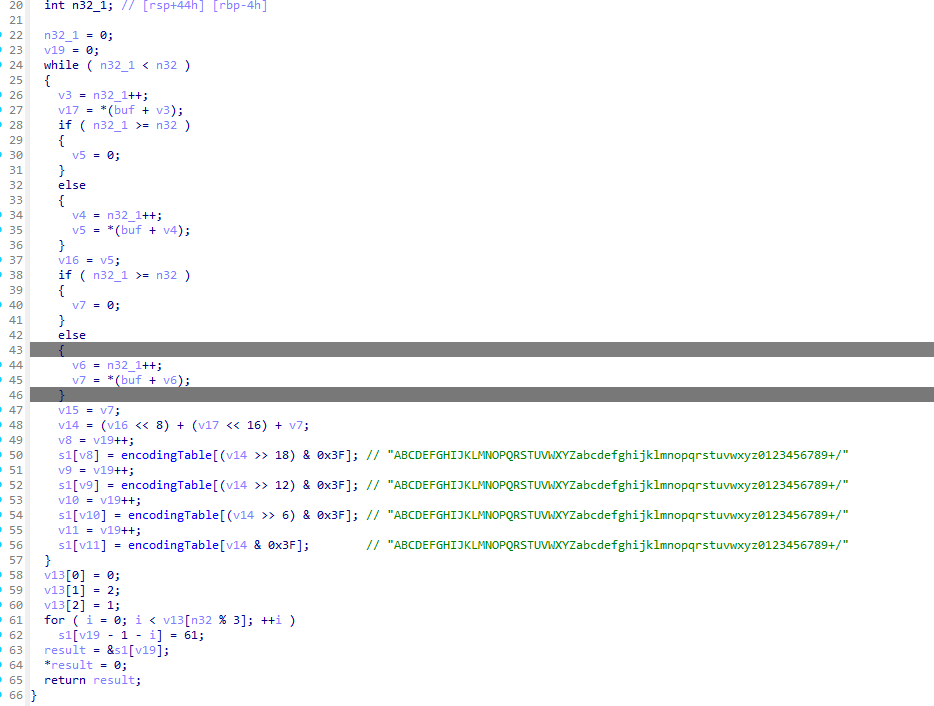 20 int n32_1; // [rsp+44h] [rbp-4h]
21
22 n32_1 = 0;
23 v19 = 0;
24 while ( n32_1 < n32 )
25 {
26 v3 = n32_1++;
27 v17 = *(buf + v3);
28 if ( n32_1 >= n32 )
29 {
30 v5 = 0;
31 }
32 else
33 {
34 v4 = n32_1++;
35 v5 = *(buf + v4);
36 }
37 v16 = v5;
38 if ( n32_1 >= n32 )
39 {
40 v7 = 0;
41 }
42 else
43 {
44 v6 = n32_1++;
45 v7 = *(buf + v6);
46 }
47 v15 = v7;
48 v14 = (v16 << 8) + (v17 << 16) + v7;
49 v8 = v19++;
50 s1[v8] = encodingTable[(v14 >> 18) & 0x3F]; // "ABCDEFGHIJKLMNOPQRSTUVWXYZabcdefghijklmnopqrstuvwxyz0123456789+/"
51 v9 = v19++;
52 s1[v9] = encodingTable[(v14 >> 12) & 0x3F]; // "ABCDEFGHIJKLMNOPQRSTUVWXYZabcdefghijklmnopqrstuvwxyz0123456789+/"
53 v10 = v19++;
54 s1[v10] = encodingTable[(v14 >> 6) & 0x3F]; // "ABCDEFGHIJKLMNOPQRSTUVWXYZabcdefghijklmnopqrstuvwxyz0123456789+/"
55 v11 = v19++;
56 s1[v11] = encodingTable[v14 & 0x3F]; // "ABCDEFGHIJKLMNOPQRSTUVWXYZabcdefghijklmnopqrstuvwxyz0123456789+/"
57 }
58 v13[0] = 0;
59 v13[1] = 2;
60 v13[2] = 1;
61 for ( i = 0; i < v13[n32 % 3]; ++i )
62 s1[v19 - 1 - i] = 61;
63 result = &s1[v19];
64 *result = 0;
65 return result;
66 }